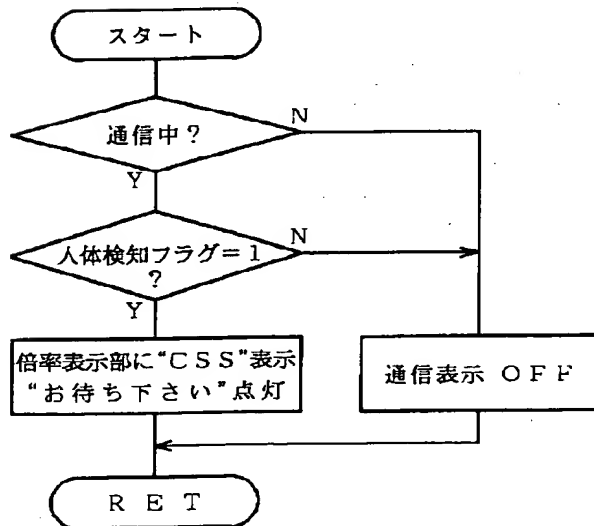 スタート
通信中?
N
Y
人体検知フラグ=1
?
N
Y
倍率表示部に“CSS”表示
“お待ち下さい”点灯
通信表示 OFF
RET